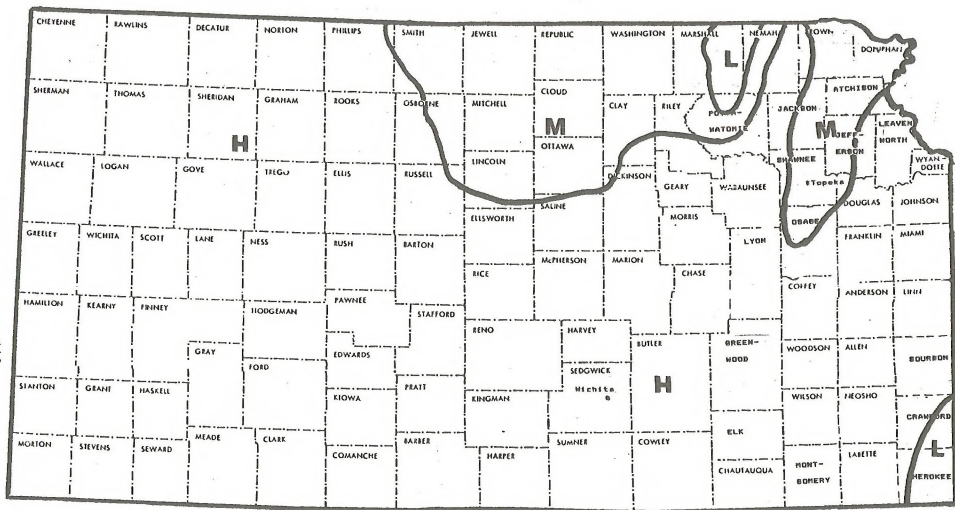 CHEYENNE RAWLINS DECATUR NORTON PHILLIPS SMITH JEWELL REPUBLIC WASHINGTON MARSHALL NEMAHA ROWN DONIPHAN
L
CLOUD ATCHISON
SHERMAN THOMAS SHERIDAN GRAHAM ROOKS OSBORNE MITCHELL CLAY RILEY POTTA- JACKSON
H M WATOMIE M JEFF- LEAVEN
OTTAWA ERSON WORTH
WALLACE LOGAN GOVE TREGO ELLIS RUSSELL LINCOLN DICKINSON SHAWNEE WYAN-
DOTTE
GEARY WABAUNSEE Topeka
ELLSWORTH SALINE DOUGLAS JOHNSON
MORRIS OSAGE
GREELEY WICHITA SCOTT LANE NESS RUSH BARTON LYON FRANKLIN MIAMI
RICE McPHERSON MARION CHASE
COFFEY
HAMILTON KEARNY FINNEY HODGEMAN PAWNEE STAFFORD ANDERSON LINN
RENO HARVEY BUTLER GREEN-
GRAY EDWARDS WOOD WOODSON ALLEN BOURBON
FORD SEDGWICK
STANTON GRANT HASKELL KIOWA PRATT KINGMAN Wichita H WILSON NEOSHO
CRAWFORD
MORTON STEVENS SEWARD MEADE CLARK BARBER SUMNER COWLEY ELK L
COMANCHE HARPER CHAUTAUQUA MONT- LABETTE HEROKEE
GOMERY